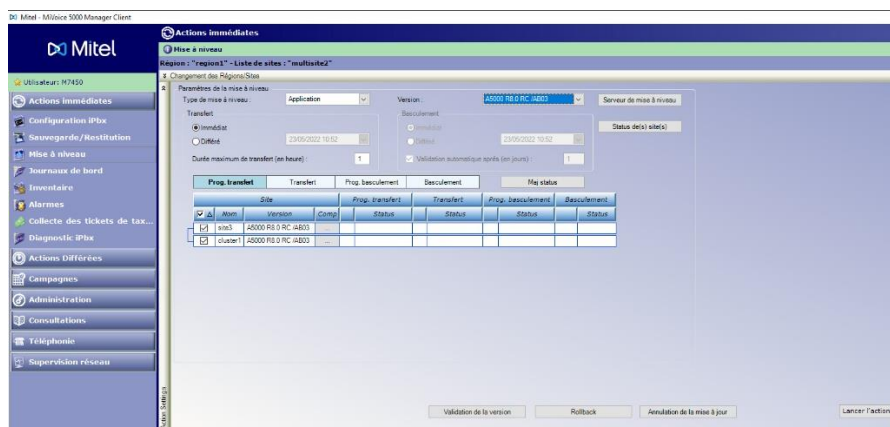 Mitel - MiVoice 5000 Manager Client
Mitel
Utilisateur: M7450
Actions immédiates
Configuration iPbx
Sauvegarde/Restitution
Mise à niveau
Journaux de bord
Inventaire
Alarmes
Collecte des tickets de tax...
Diagnostic iPbx
Actions Différées
Campagnes
Administration
Consultations
Téléphonie
Supervision réseau
Actions immédiates
Mise à niveau
Région : "region1" - Liste de sites : "multisite2"
Changement des Régions/Sites
Paramètres de la mise à niveau
Type de mise à niveau : Application Version : A5000 R8.0 RC /AB03 Serveur de mise à niveau
Transfert Basculement Status de(s) site(s)
Immédiat Immédiat
Différé 23/05/2022 10:52 Différé 23/05/2022 10:52
Durée maximum de transfert (en heure) : 1 Validation automatique après (en jours) : 1
Prog. transfert Transfert Prog. basculement Basculement Maj status
Site Prog. transfert Transfert Prog. basculement Basculement
Nom Version Comp Status Status Status Status
site3 A5000 R8.0 RC /AB03 ...
cluster1 A5000 R8.0 RC /AB03 ...
Action Settings
Validation de la version Rollback Annulation de la mise à jour Lancer l'action